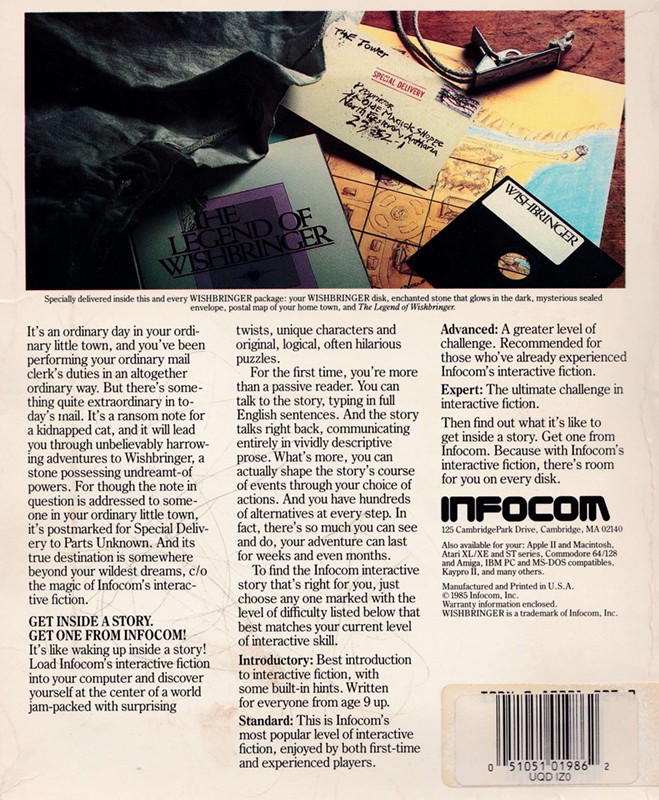 THE Tower
SPECIAL DELIVERY
Proprietor
Olde Magick Shoppe
THE
LEGEND OF
WISHBRINGER
WISHBRINGER
Specially delivered inside this and every WISHBRINGER package: your WISHBRINGER disk, enchanted stone that glows in the dark, mysterious sealed
envelope, postal map of your home town, and The Legend of Wishbringer.
It's an ordinary day in your ordi-
nary little town, and you've been
performing your ordinary mail
clerk's duties in an altogether
ordinary way. But there's some-
thing quite extraordinary in to-
day's mail. It's a ransom note for
a kidnapped cat, and it will lead
you through unbelievably harrow-
ing adventures to Wishbringer, a
stone possessing undreamt-of
powers. For though the note in
question is addressed to some-
one in your ordinary little town,
it's postmarked for Special Deliv-
ery to Parts Unknown. And its
true destination is somewhere
beyond your wildest dreams, c/o
the magic of Infocom's interac-
tive fiction.
GET INSIDE A STORY.
GET ONE FROM INFOCOM!
It's like waking up inside a story!
Load Infocom's interactive fiction
into your computer and discover
yourself at the center of a world
jam-packed with surprising
twists, unique characters and
original, logical, often hilarious
puzzles.
For the first time, you're more
than a passive reader. You can
talk to the story, typing in full
English sentences. And the story
talks right back, communicating
entirely in vividly descriptive
prose. What's more, you can
actually shape the story's course
of events through your choice of
actions. And you have hundreds
of alternatives at every step. In
fact, there's so much you can see
and do, your adventure can last
for weeks and even months.
To find the Infocom interactive
story that's right for you, just
choose any one marked with the
level of difficulty listed below that
best matches your current level
of interactive skill.
Introductory: Best introduction
to interactive fiction, with
some built-in hints. Written
for everyone from age 9 up.
Standard: This is Infocom's
most popular level of interactive
fiction, enjoyed by both first-time
and experienced players.
Advanced: A greater level of
challenge. Recommended for
those who've already experienced
Infocom's interactive fiction.
Expert: The ultimate challenge in
interactive fiction.
Then find out what it's like to
get inside a story. Get one from
Infocom. Because with Infocom's
interactive fiction, there's room
for you on every disk.
INFOCOM
125 CambridgePark Drive, Cambridge, MA 02140
Also available for your: Apple II and Macintosh,
Atari XL/XE and ST series, Commodore 64/128
and Amiga, IBM PC and MS-DOS compatibles,
Kaypro II, and many others.
Manufactured and Printed in U.S.A.
© 1985 Infocom, Inc.
Warranty information enclosed.
WISHBRINGER is a trademark of Infocom, Inc.
0 51051 01986 2
UQD IZ0